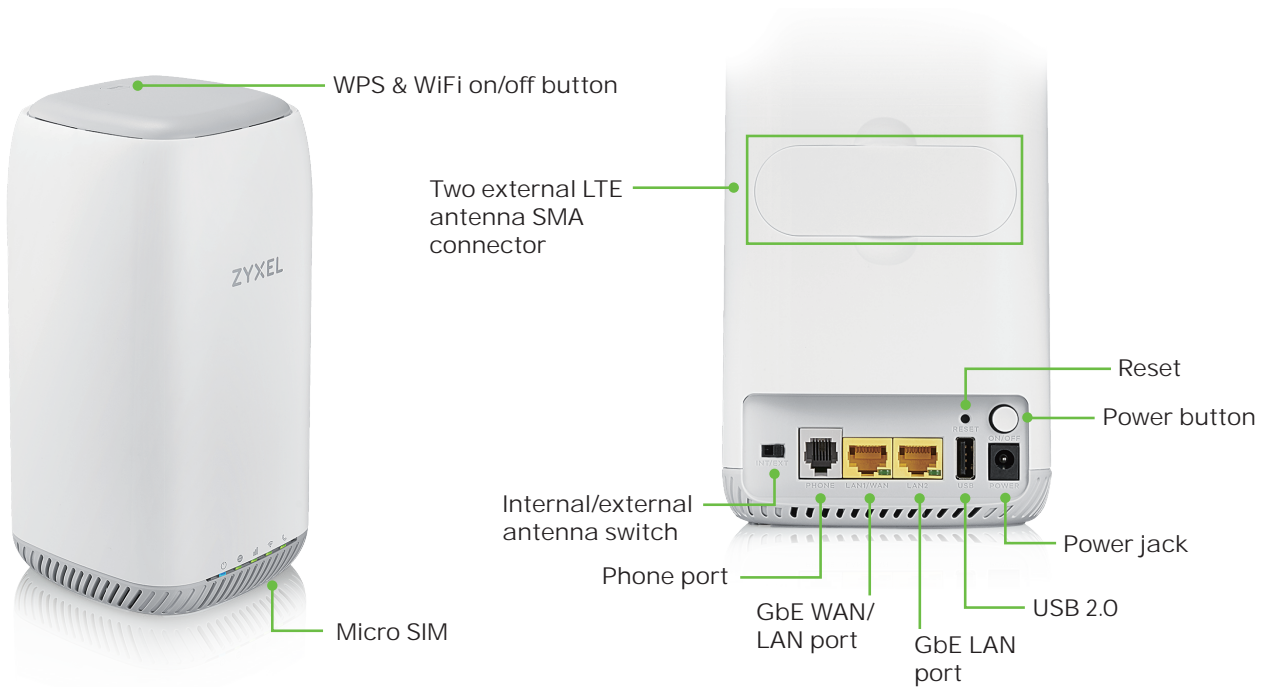 WPS & WiFi on/off button
ZYXEL
Micro SIM
Two external LTE
antenna SMA
connector
Reset
Power button
RESET
ON/OFF
INT/EXT
PHONE
LAN1/WAN
LAN2
USB
POWER
Internal/external
antenna switch
Phone port
GbE WAN/
LAN port
GbE LAN
port
USB 2.0
Power jack